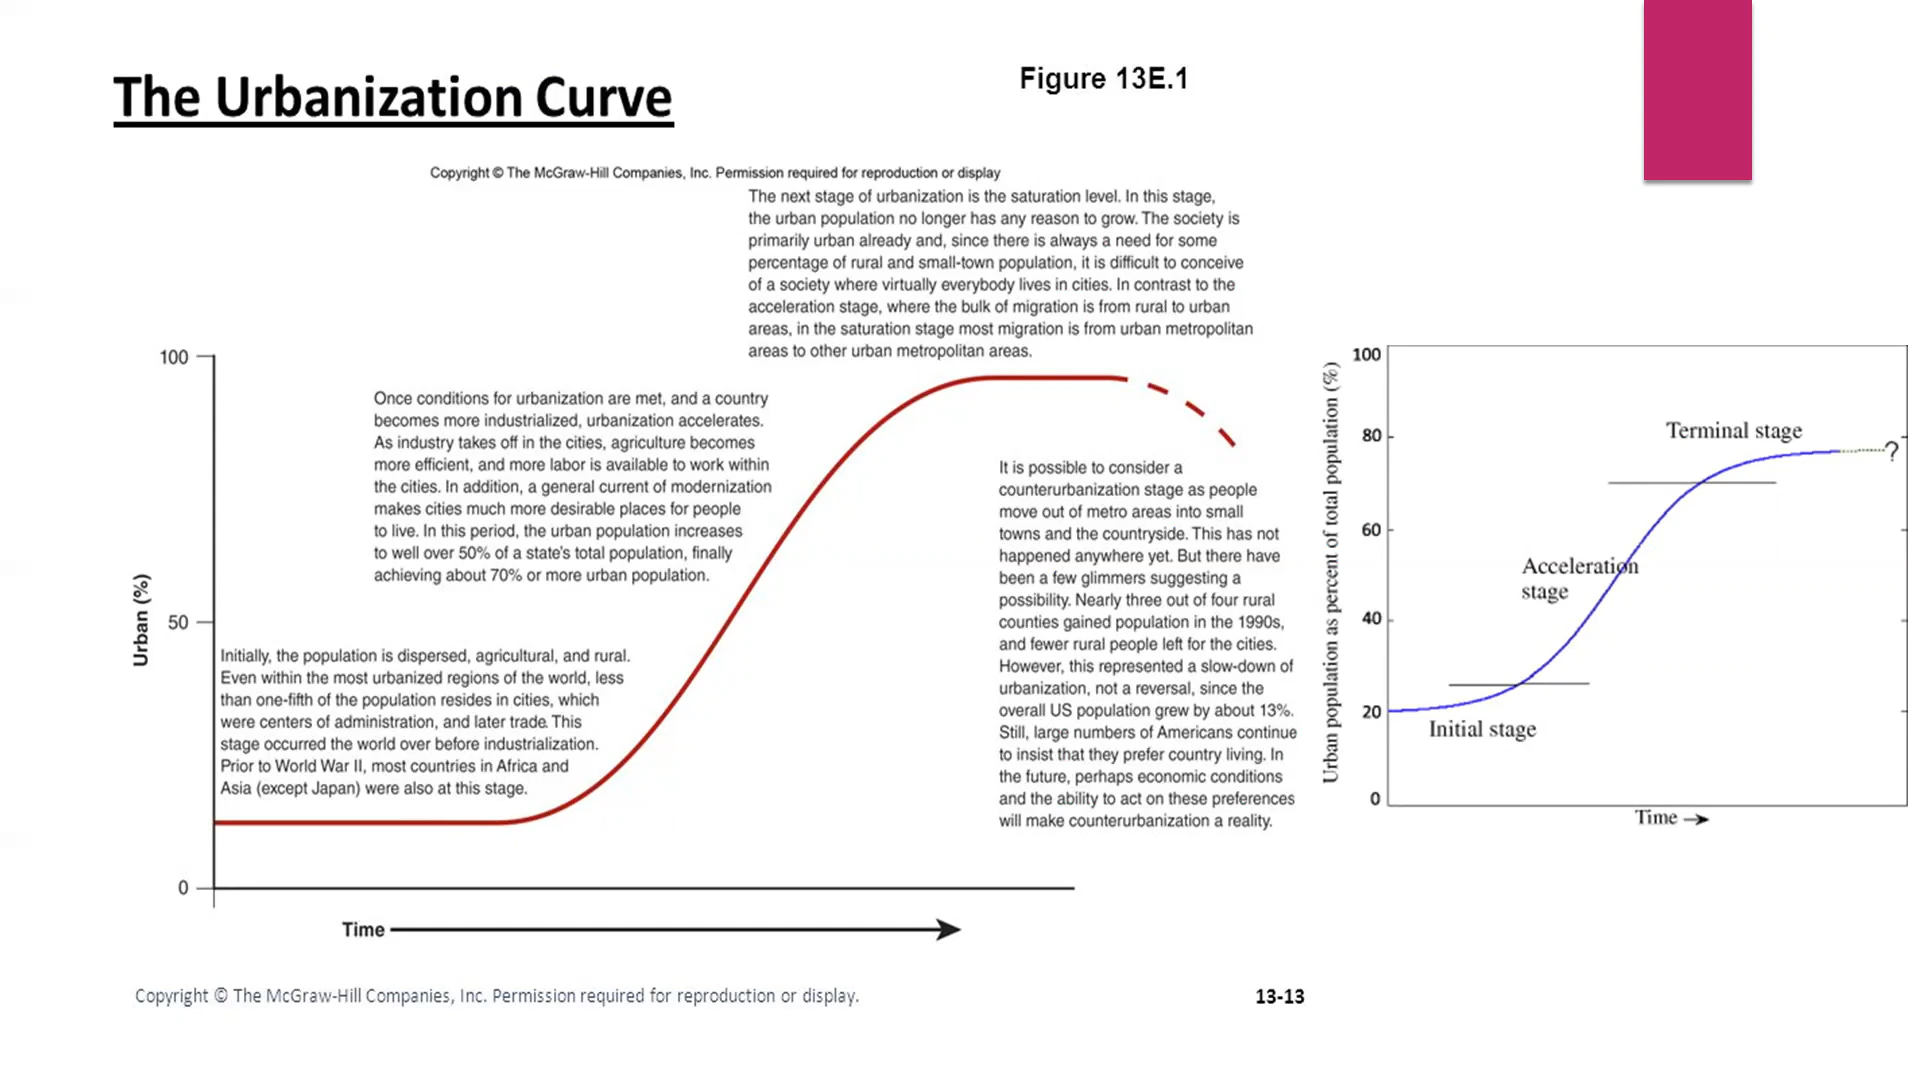 The Urbanization Curve
Figure 13E.1
Copyright © The McGraw-Hill Companies, Inc. Permission required for reproduction or display
The next stage of urbanization is the saturation level. In this stage,
the urban population no longer has any reason to grow. The society is
primarily urban already and, since there is always a need for some
percentage of rural and small-town population, it is difficult to conceive
of a society where virtually everybody lives in cities. In contrast to the
acceleration stage, where the bulk of migration is from rural to urban
areas, in the saturation stage most migration is from urban metropolitan
areas to other urban metropolitan areas.
100
Once conditions for urbanization are met, and a country
becomes more industrialized, urbanization accelerates.
As industry takes off in the cities, agriculture becomes
more efficient, and more labor is available to work within
the cities. In addition, a general current of modernization
makes cities much more desirable places for people
to live. In this period, the urban population increases
to well over 50% of a state's total population, finally
achieving about 70% or more urban population.
Urban (%)
50
Initially, the population is dispersed, agricultural, and rural.
Even within the most urbanized regions of the world, less
than one-fifth of the population resides in cities, which
were centers of administration, and later trade. This
stage occurred the world over before industrialization.
Prior to World War II, most countries in Africa and
Asia (except Japan) were also at this stage.
It is possible to consider a
counterurbanization stage as people
move out of metro areas into small
towns and the countryside. This has not
happened anywhere yet. But there have
been a few glimmers suggesting a
possibility. Nearly three out of four rural
counties gained population in the 1990s,
and fewer rural people left for the cities.
However, this represented a slow-down of
urbanization, not a reversal, since the
overall US population grew by about 13%.
Still, large numbers of Americans continue
to insist that they prefer country living. In
the future, perhaps economic conditions
and the ability to act on these preferences
will make counterurbanization a reality.
0
Time
Urban population as percent of total population (%)
100
80
60
40
20
0
Terminal stage
?
Acceleration
stage
Initial stage
Time
Copyright © The McGraw-Hill Companies, Inc. Permission required for reproduction or display.
13-13